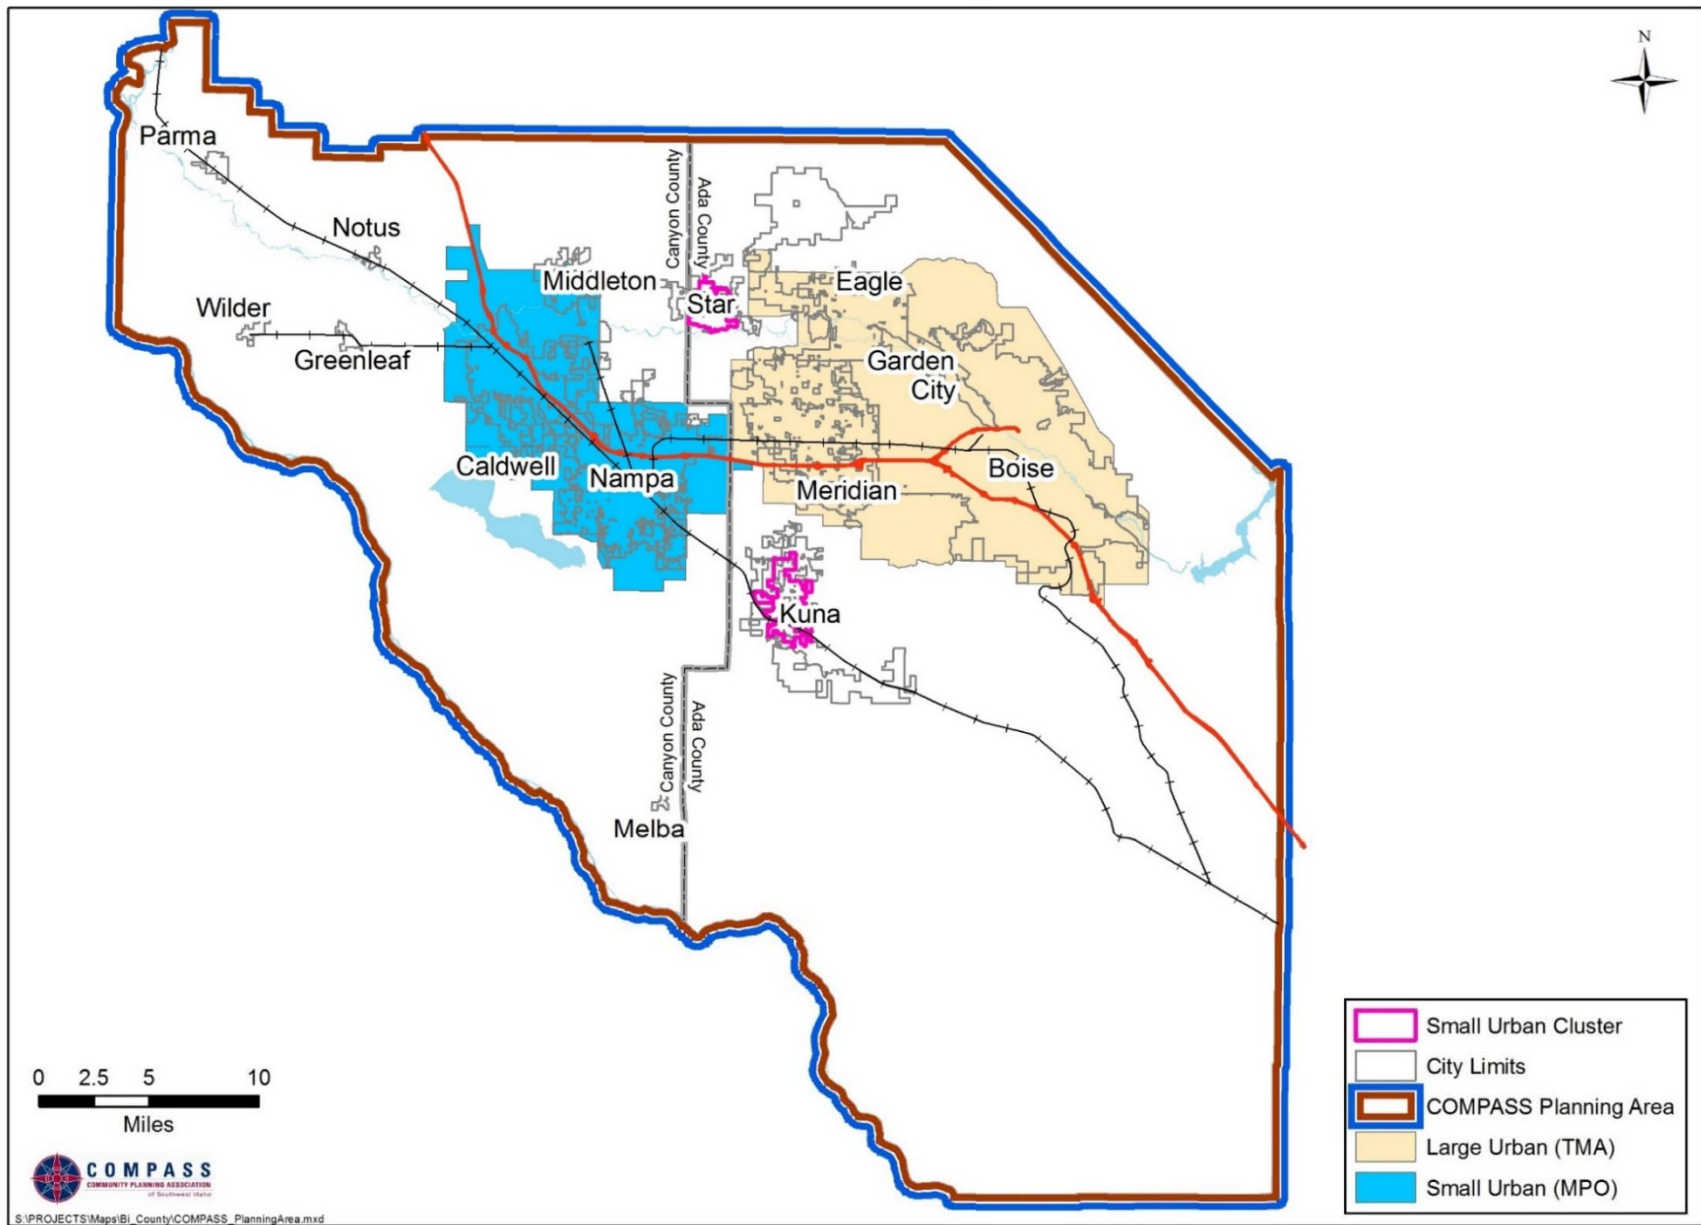 N
Parma
Notus
Wilder
Greenleaf
Middleton
Canyon County
Ada County
Star
Eagle
Garden
City
Caldwell
Nampa
Meridian
Boise
Kuna
Canyon County
Ada County
Melba
0 2.5 5 10
Miles
COMPASS
COMMUNITY PLANNING ASSOCIATION
of Southwest Idaho
S:\PROJECTS\Maps\Bi_County\COMPASS_PlanningArea.mxd
Small Urban Cluster
City Limits
COMPASS Planning Area
Large Urban (TMA)
Small Urban (MPO)